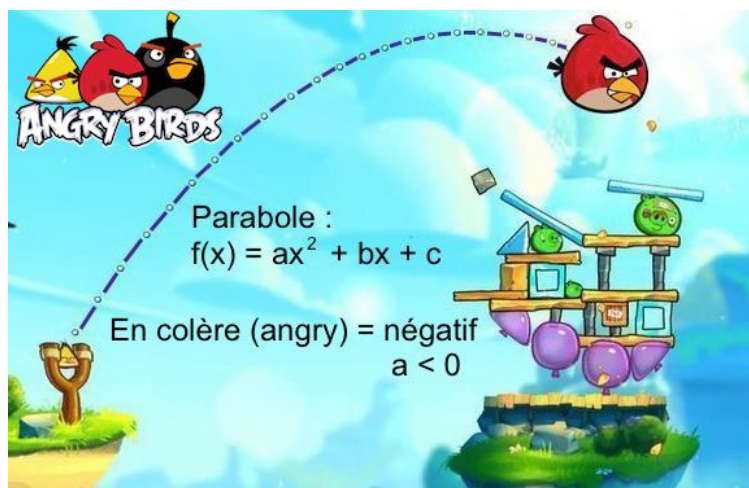 ANGRY BIRDS
Parabole :
f(x) = ax² + bx + c
En colère (angry) = négatif
a < 0